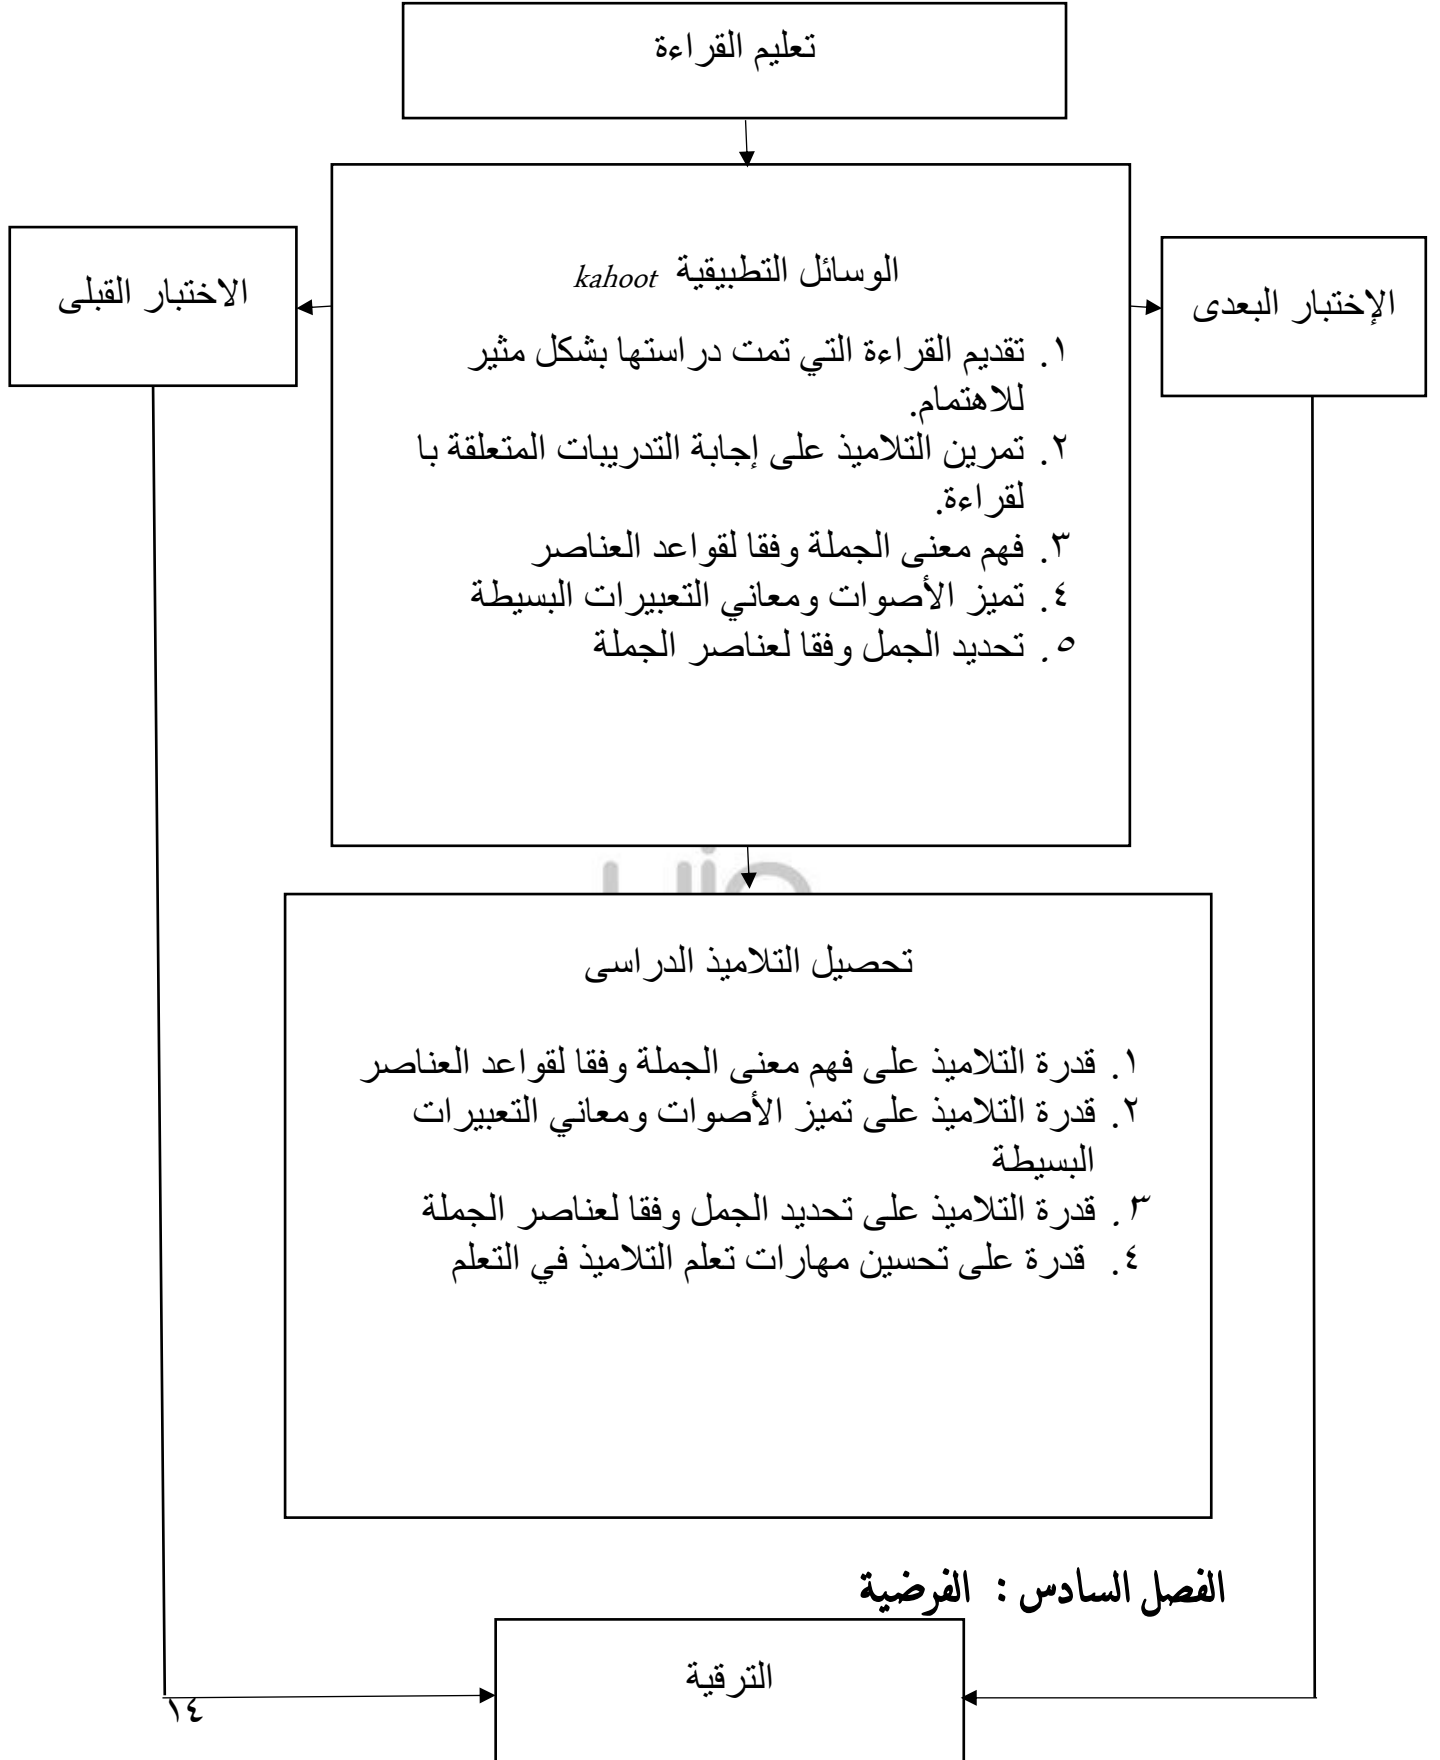 تعليم القراءة
الوسائل التطبيقية kahoot
١. تقديم القراءة التي تمت دراستها بشكل مثير
للاهتمام.
٢. تمرين التلاميذ على إجابة التدريبات المتعلقة با
لقراءة.
٣. فهم معنى الجملة وفقا لقواعد العناصر
٤. تميز الأصوات ومعاني التعبيرات البسيطة
٥. تحديد الجمل وفقا لعناصر الجملة
الإختبار البعدى
الاختبار القبلى
تحصيل التلاميذ الدراسى
١. قدرة التلاميذ على فهم معنى الجملة وفقا لقواعد العناصر
٢. قدرة التلاميذ على تميز الأصوات ومعاني التعبيرات
البسيطة
٣. قدرة التلاميذ على تحديد الجمل وفقا لعناصر الجملة
٤. قدرة على تحسين مهارات تعلم التلاميذ في التعلم
الفصل السادس : الفرضية
الترقية
١٤